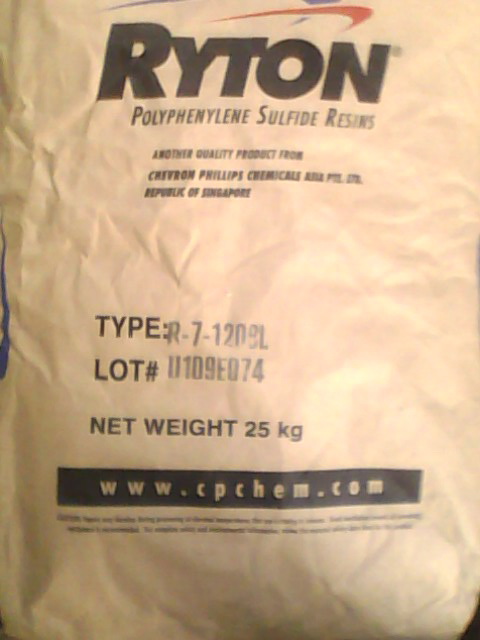 RYTON®
POLYPHENYLENE SULFIDE RESINS
ANOTHER QUALITY PRODUCT FROM
CHEVRON PHILLIPS CHEMICALS ASIA PTE. LTD.
REPUBLIC OF SINGAPORE
TYPE:R-7-120BL
LOT# U109E074
NET WEIGHT 25 kg
www.cpchem.com